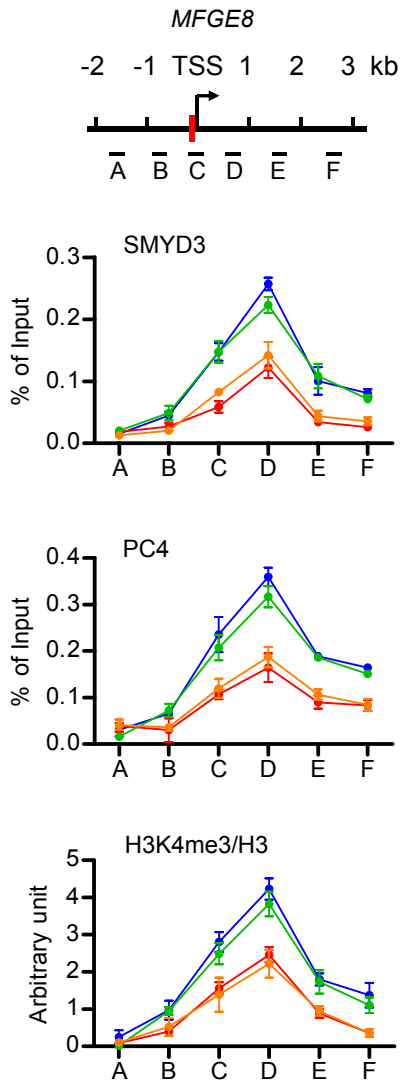 MFGE8
-2 -1 TSS 1 2 3 kb
A B C D E F
SMYD3
% of Input
0.3
0.2
0.1
0.0
A B C D E F
PC4
% of Input
0.4
0.3
0.2
0.1
0.0
A B C D E F
H3K4me3/H3
Arbitrary unit
5
4
3
2
1
0
A B C D E F